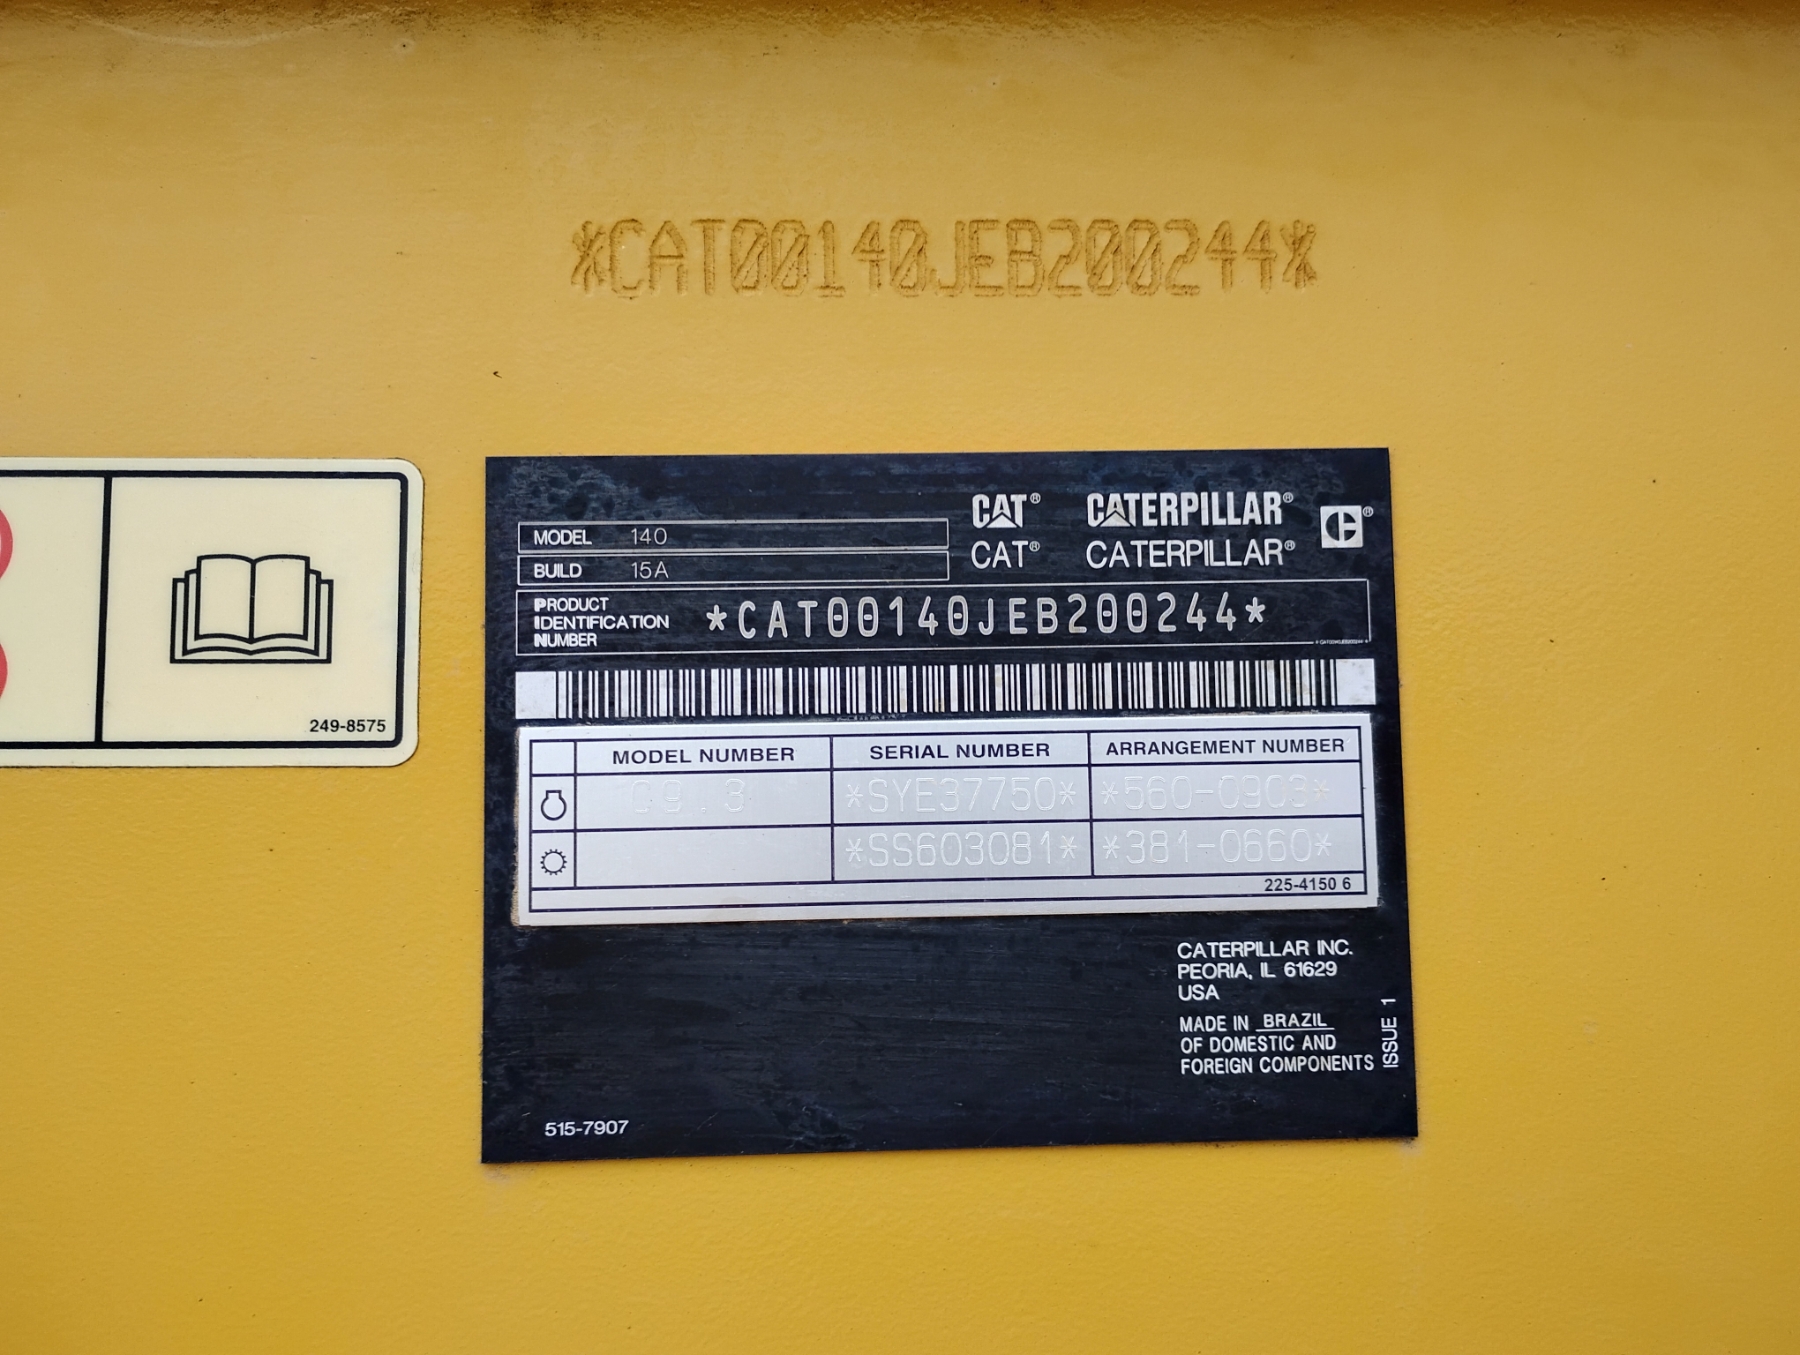 *CAT00140JEB200244*
249-8575
MODEL 140
BUILD 15A
CAT® CATERPILLAR®
CAT® CATERPILLAR®
PRODUCT
IDENTIFICATION
NUMBER
*CAT00140JEB200244*
MODEL NUMBER SERIAL NUMBER ARRANGEMENT NUMBER
C9.3 *SYE37750* *560-0903*
*SS603081* *381-0660*
225-4150 6
CATERPILLAR INC.
PEORIA, IL 61629
USA
MADE IN BRAZIL
OF DOMESTIC AND
FOREIGN COMPONENTS
ISSUE 1
515-7907